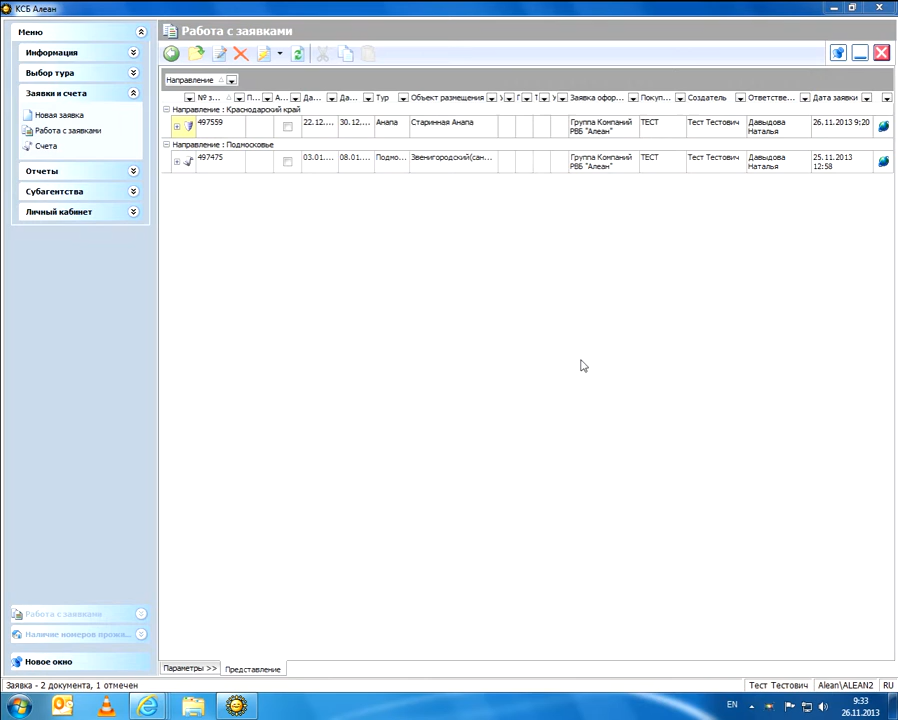 КСБ Алеан
Меню
Информация
Выбор тура
Заявки и счета
Новая заявка
Работа с заявками
Счета
Отчеты
Субагентства
Личный кабинет
Работа с заявками
Наличие номеров прожа...
Новое окно
Работа с заявками
Направление
№ з... П... А... Да... Да... Тур Объект размещения У Г Т У Заявка офор... Покуп... Создатель Ответстве... Дата заявки
Направление : Краснодарский край
497559 22.12.... 30.12.... Анапа Старинная Анапа Группа Компаний РВБ "Алеан" ТЕСТ Тест Тестович Давыдова Наталья 26.11.2013 9:20
Направление : Подмосковье
497475 03.01.... 08.01.... Подмо... Звенигородский(сан... Группа Компаний РВБ "Алеан" ТЕСТ Тест Тестович Давыдова Наталья 25.11.2013 12:58
Параметры >> Представление
Заявка - 2 документа, 1 отмечен Тест Тестович Alean\ALEAN2 RU
EN 9:33
26.11.2013